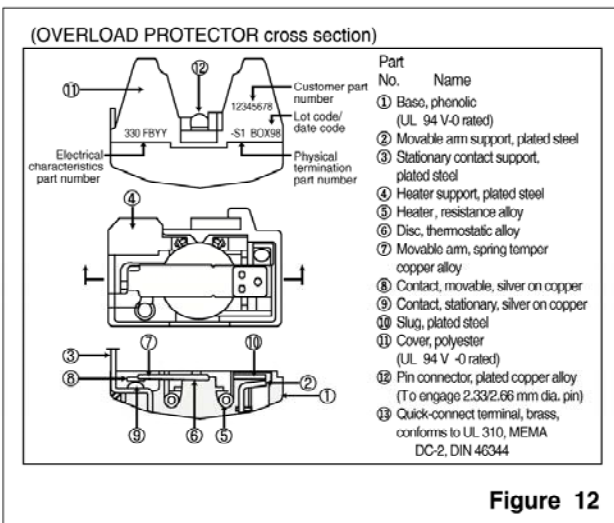 (OVERLOAD PROTECTOR cross section)
⑫
⑪
Customer part
number
12345678
Lot code/
date code
330 FBYY
-S1 BOX98
Electrical
characteristics
part number
Physical
termination
part number
④
③
⑦
⑩
⑧
②
①
⑨
⑥
⑤
Part
No. Name
① Base, phenolic
(UL 94 V-0 rated)
② Movable arm support, plated steel
③ Stationary contact support,
plated steel
④ Heater support, plated steel
⑤ Heater, resistance alloy
⑥ Disc, thermostatic alloy
⑦ Movable arm, spring temper
copper alloy
⑧ Contact, movable, silver on copper
⑨ Contact, stationary, silver on copper
⑩ Slug, plated steel
⑪ Cover, polyester
(UL 94 V -0 rated)
⑫ Pin connector, plated copper alloy
(To engage 2.33/2.66 mm dia. pin)
⑬ Quick-connect terminal, brass,
conforms to UL 310, MEMA
DC-2, DIN 46344
Figure 12